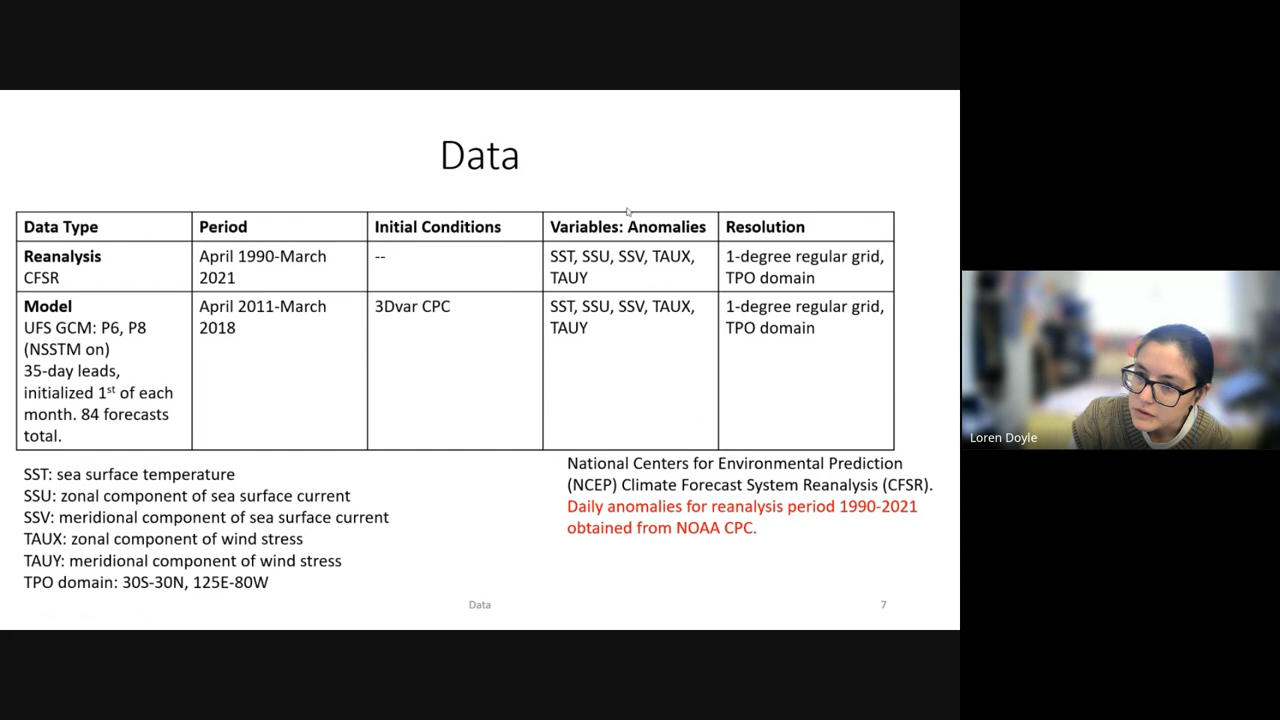 Data
Data Type
Period
Initial Conditions
Variables: Anomalies
Resolution
Reanalysis
CFSR
April 1990-March
2021
--
SST, SSU, SSV, TAUX,
TAUY
1-degree regular grid,
TPO domain
Model
UFS GCM: P6, P8
(NSSTM on)
35-day leads,
initialized 1st of each
month. 84 forecasts
total.
April 2011-March
2018
3Dvar CPC
SST, SSU, SSV, TAUX,
TAUY
1-degree regular grid,
TPO domain
SST: sea surface temperature
SSU: zonal component of sea surface current
SSV: meridional component of sea surface current
TAUX: zonal component of wind stress
TAUY: meridional component of wind stress
TPO domain: 30S-30N, 125E-80W
National Centers for Environmental Prediction
(NCEP) Climate Forecast System Reanalysis (CFSR).
Daily anomalies for reanalysis period 1990-2021
obtained from NOAA CPC.
Data
7
Loren Doyle